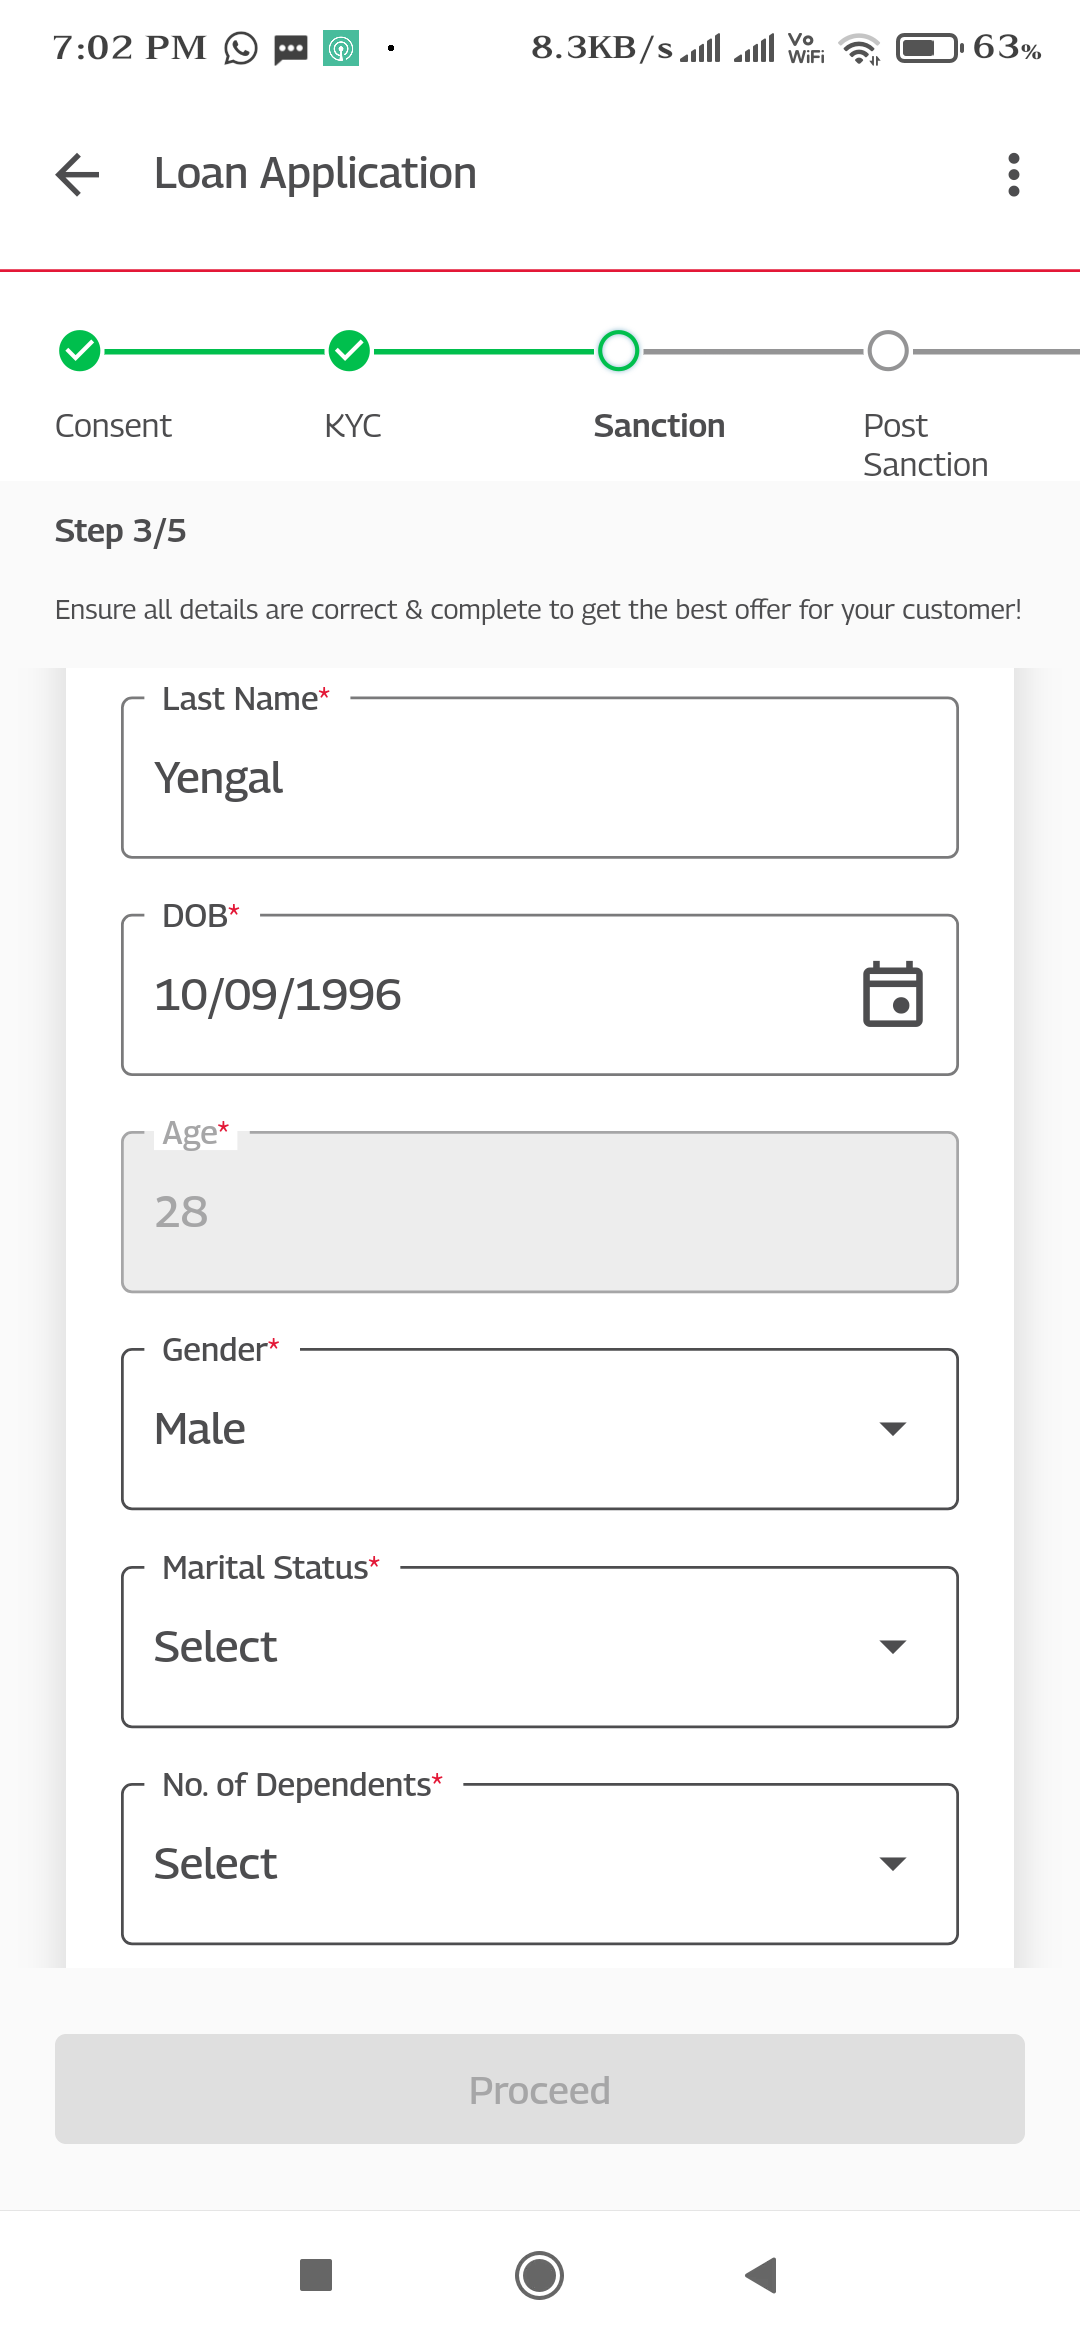 7:02 PM 8.3KB/s Vo WiFi 63%
Loan Application
Consent KYC Sanction Post Sanction
Step 3/5
Ensure all details are correct & complete to get the best offer for your customer!
Last Name*
Yengal
DOB*
10/09/1996
Age*
28
Gender*
Male
Marital Status*
Select
No. of Dependents*
Select
Proceed